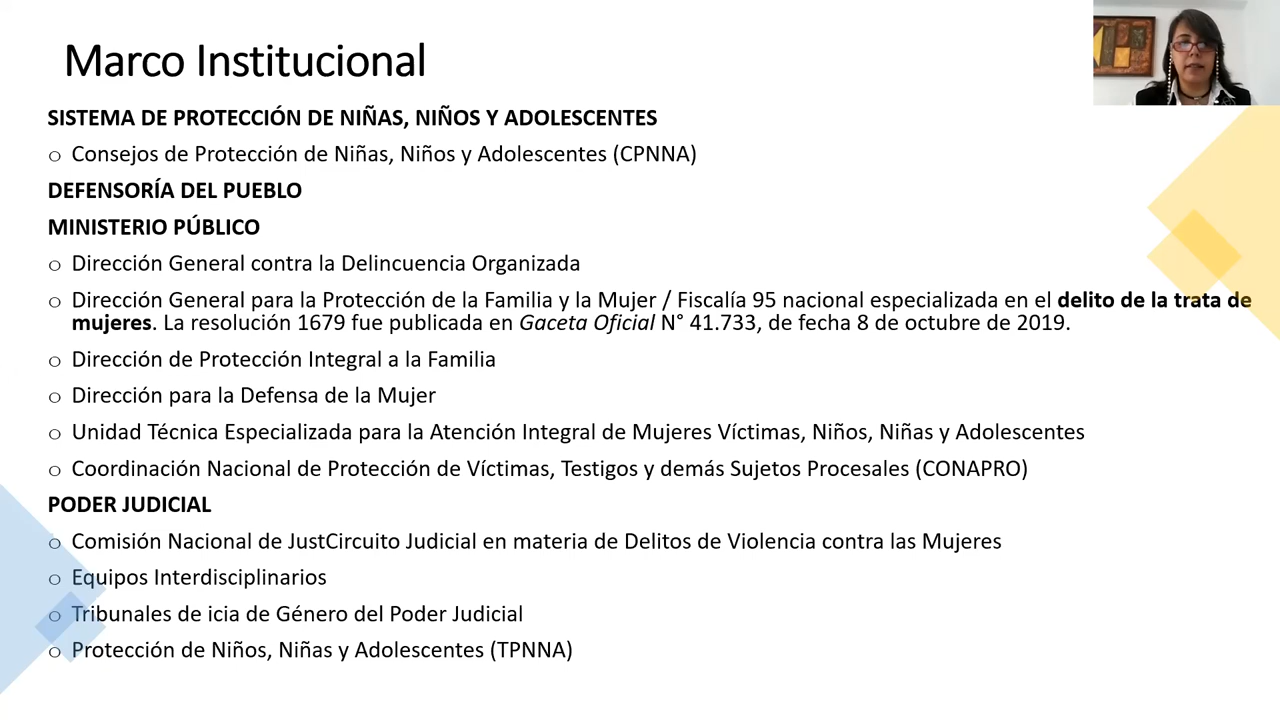 Marco Institucional
SISTEMA DE PROTECCIÓN DE NIÑAS, NIÑOS Y ADOLESCENTES
o Consejos de Protección de Niñas, Niños y Adolescentes (CPNNA)
DEFENSORÍA DEL PUEBLO
MINISTERIO PÚBLICO
o Dirección General contra la Delincuencia Organizada
o Dirección General para la Protección de la Familia y la Mujer / Fiscalía 95 nacional especializada en el delito de la trata de
mujeres. La resolución 1679 fue publicada en Gaceta Oficial N° 41.733, de fecha 8 de octubre de 2019.
o Dirección de Protección Integral a la Familia
o Dirección para la Defensa de la Mujer
o Unidad Técnica Especializada para la Atención Integral de Mujeres Víctimas, Niños, Niñas y Adolescentes
o Coordinación Nacional de Protección de Víctimas, Testigos y demás Sujetos Procesales (CONAPRO)
PODER JUDICIAL
o Comisión Nacional de JustCircuito Judicial en materia de Delitos de Violencia contra las Mujeres
o Equipos Interdisciplinarios
o Tribunales de icia de Género del Poder Judicial
o Protección de Niños, Niñas y Adolescentes (TPNNA)